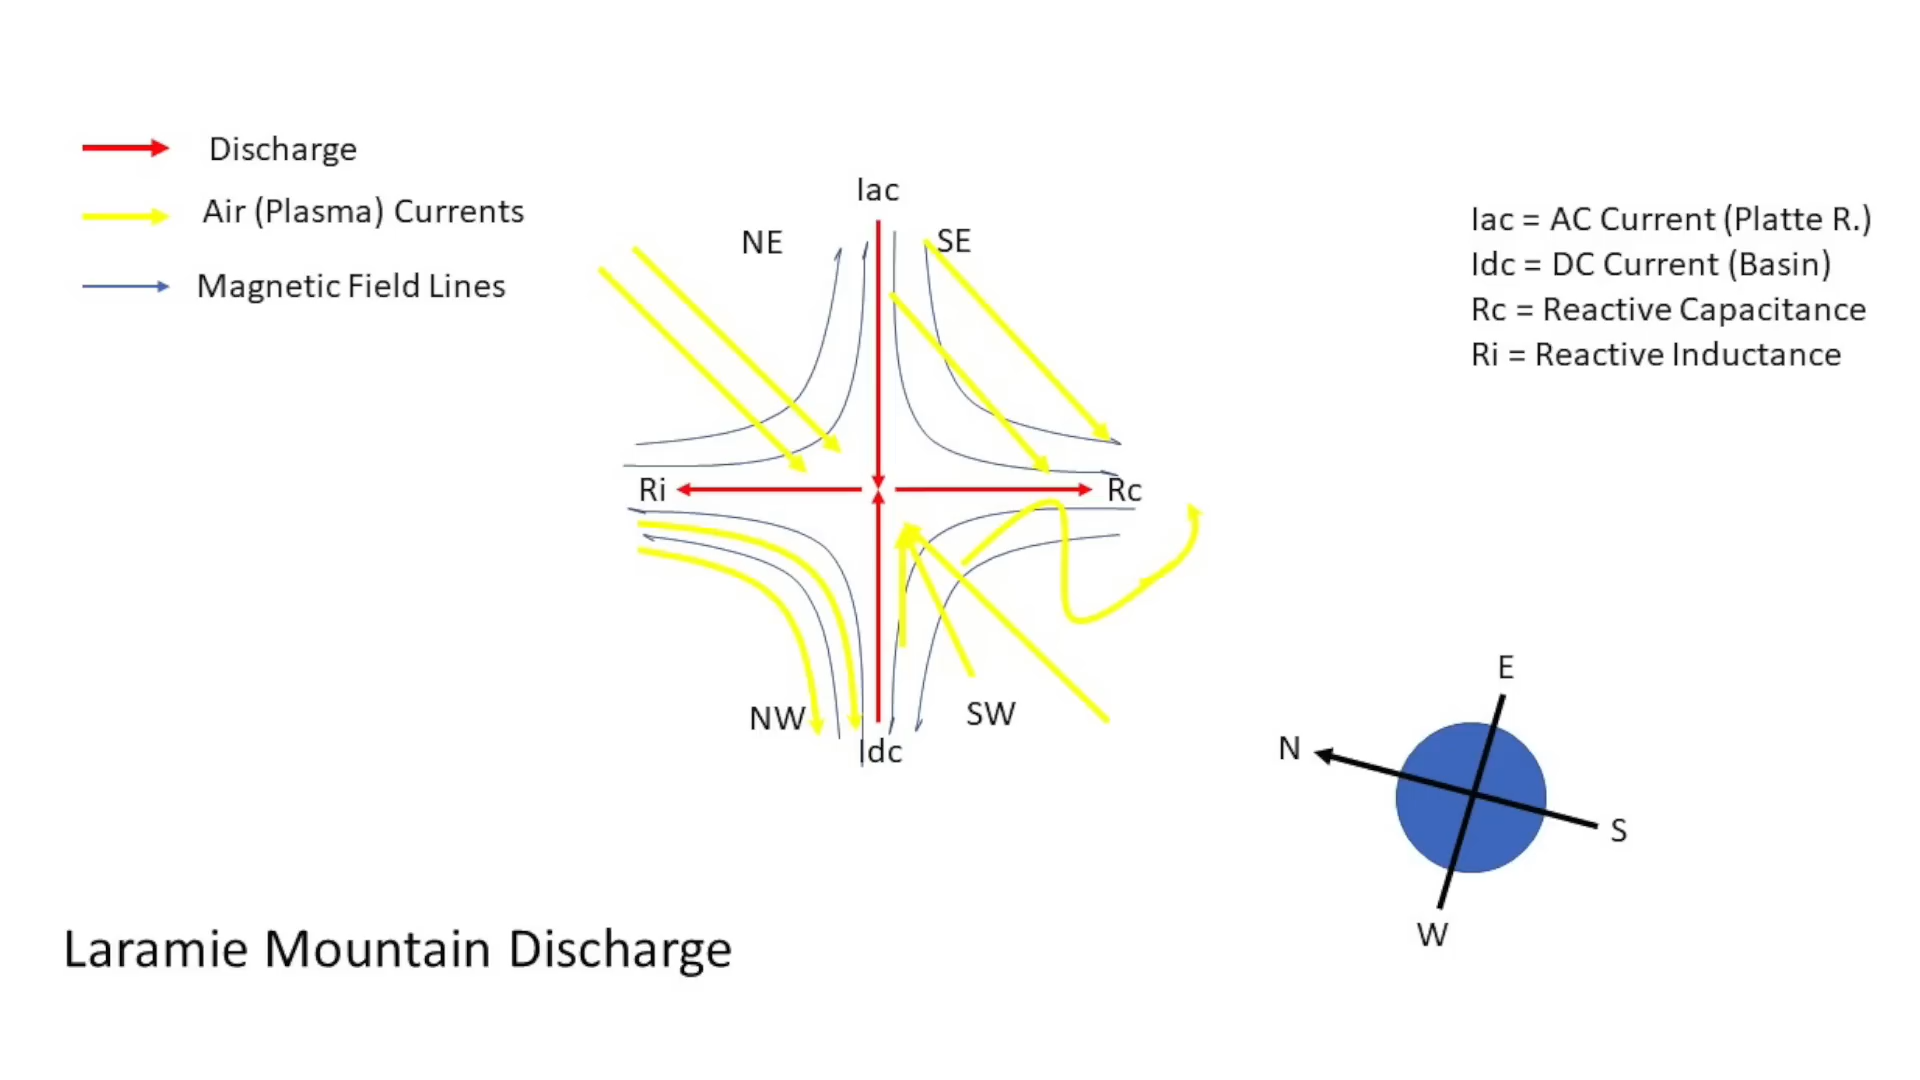 Discharge
Air (Plasma) Currents
Magnetic Field Lines
Iac
NE
SE
Iac = AC Current (Platte R.)
Idc = DC Current (Basin)
Rc = Reactive Capacitance
Ri = Reactive Inductance
Ri
Rc
NW
SW
Idc
E
N
S
W
Laramie Mountain Discharge